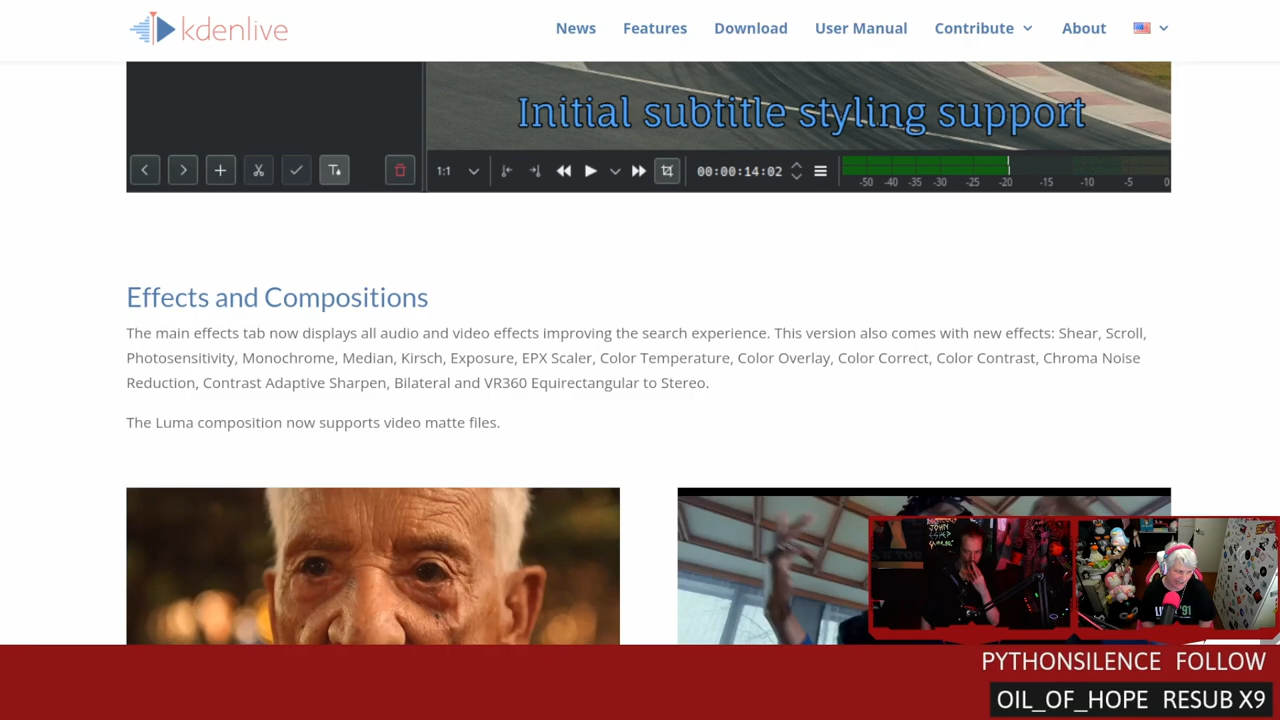 kdenlive
News Features Download User Manual Contribute About
Initial subtitle styling support
1:1 00:00:14:02 -50 -40 -35 -30 -25 -20 -15 -10 -5 0
Effects and Compositions
The main effects tab now displays all audio and video effects improving the search experience. This version also comes with new effects: Shear, Scroll,
Photosensitivity, Monochrome, Median, Kirsch, Exposure, EPX Scaler, Color Temperature, Color Overlay, Color Correct, Color Contrast, Chroma Noise
Reduction, Contrast Adaptive Sharpen, Bilateral and VR360 Equirectangular to Stereo.
The Luma composition now supports video matte files.
PYTHONSILENCE FOLLOW
OIL_OF_HOPE RESUB X9